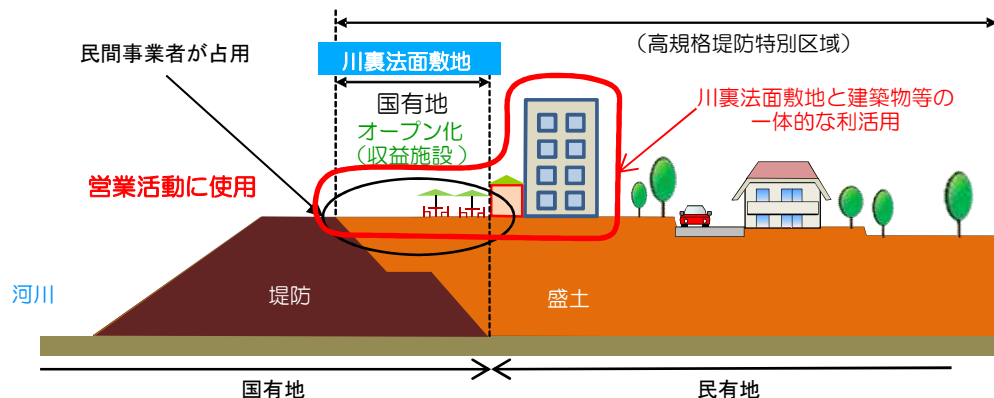 （高規格堤防特別区域）
民間事業者が占用
川裏法面敷地
国有地
オープン化
（収益施設）
川裏法面敷地と建築物等の
一体的な利活用
営業活動に使用
河川
堤防
盛土
国有地
民有地